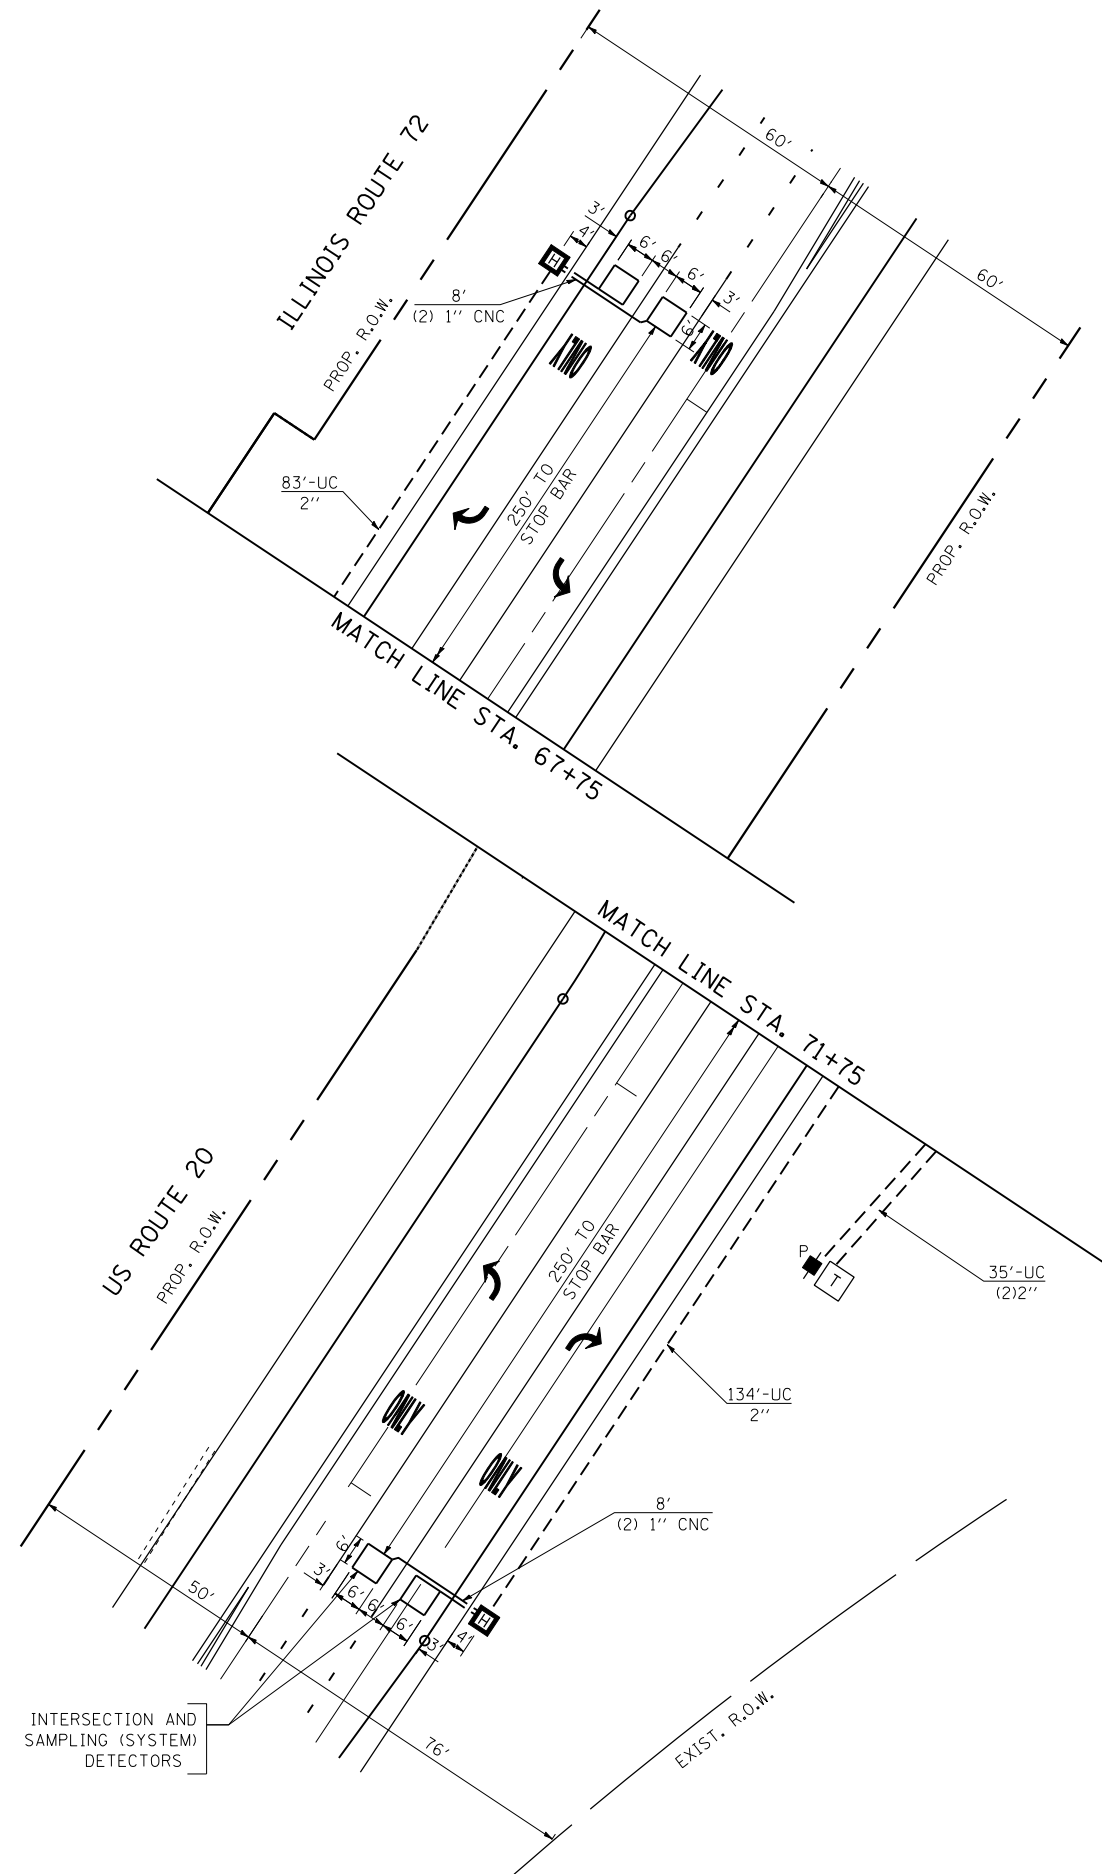 ILLINOIS ROUTE 72
60'
60'
3'
4'
6'
6'
6'
3'
6'
H
8'
(2) 1'' CNC
PROP. R.O.W.
ONLY
ONLY
83'-UC
2''
250' TO
STOP BAR
PROP. R.O.W.
MATCH LINE STA. 67+75
MATCH LINE STA. 71+75
US ROUTE 20
PROP. R.O.W.
250' TO
STOP BAR
P
T
35'-UC
(2)2''
134'-UC
2''
ONLY
ONLY
8'
(2) 1'' CNC
6'
3'
6'
6'
6'
3'
4'
H
50'
76'
INTERSECTION AND
SAMPLING (SYSTEM)
DETECTORS
EXIST. R.O.W.